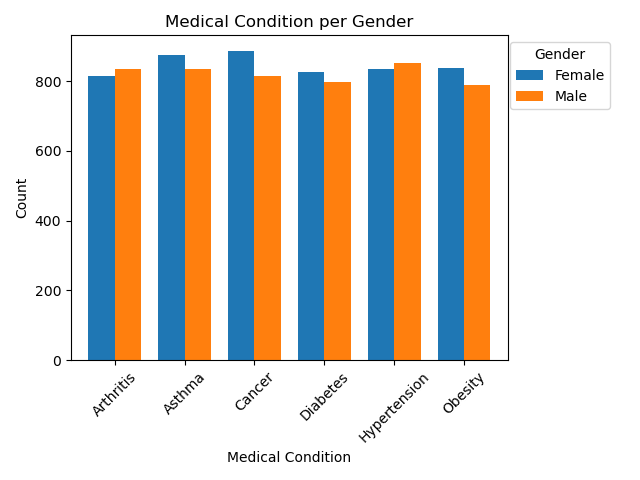 Medical Condition per Gender
Gender
Female
Male
Count
800
600
400
200
0
Arthritis
Asthma
Cancer
Diabetes
Hypertension
Obesity
Medical Condition